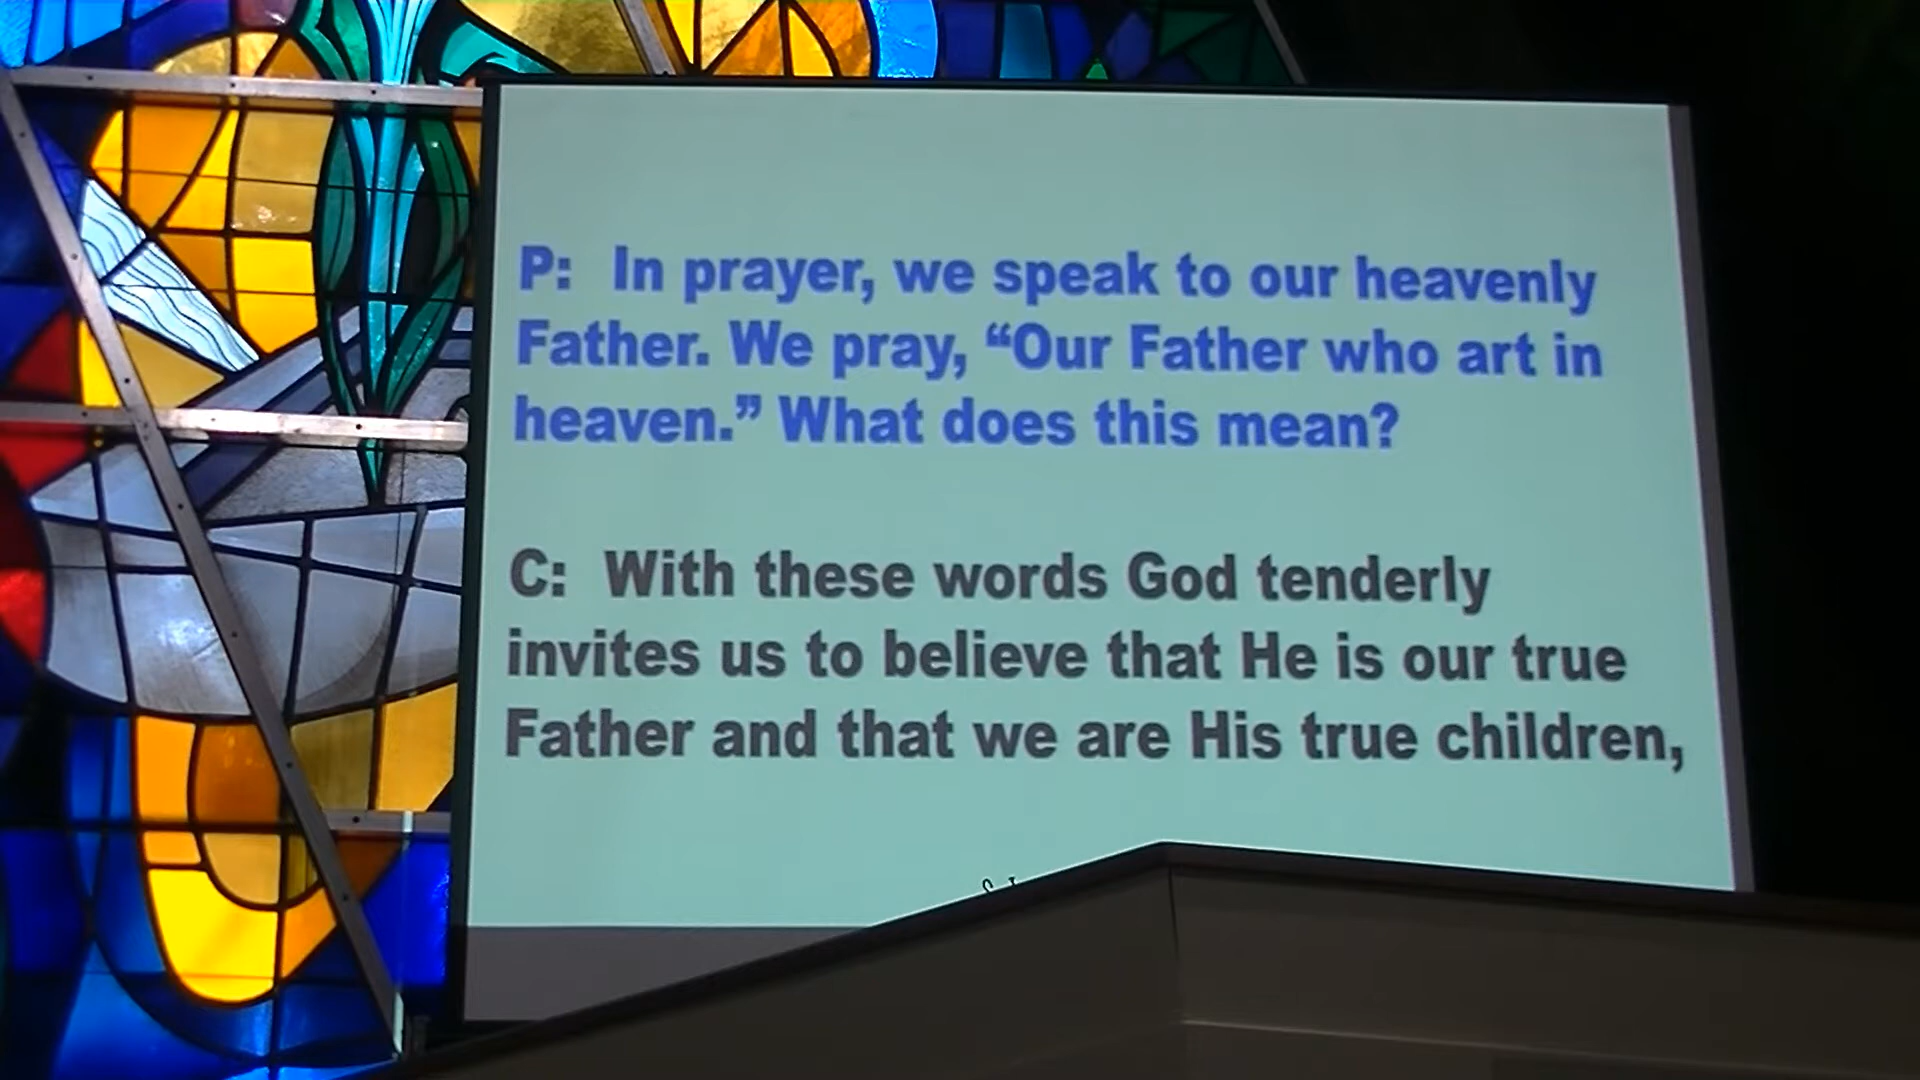 P: In prayer, we speak to our heavenly
Father. We pray, “Our Father who art in
heaven.” What does this mean?
C: With these words God tenderly
invites us to believe that He is our true
Father and that we are His true children,